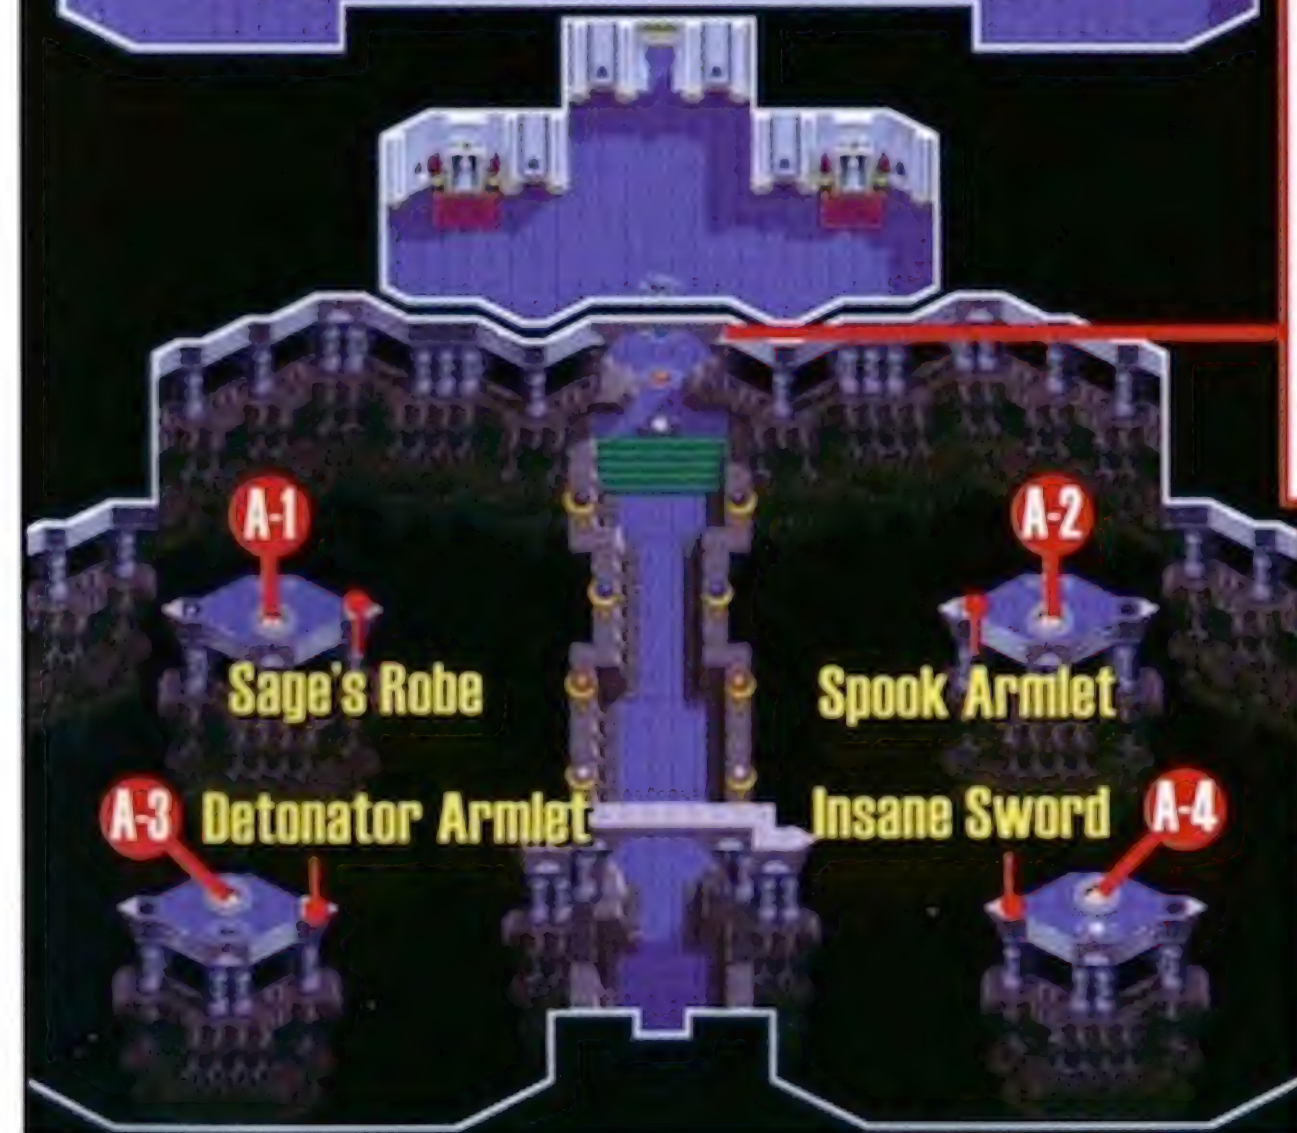 A-1
A-2
Sage's Robe
Spook Armlet
A-3
Detonator Armlet
Insane Sword
A-4